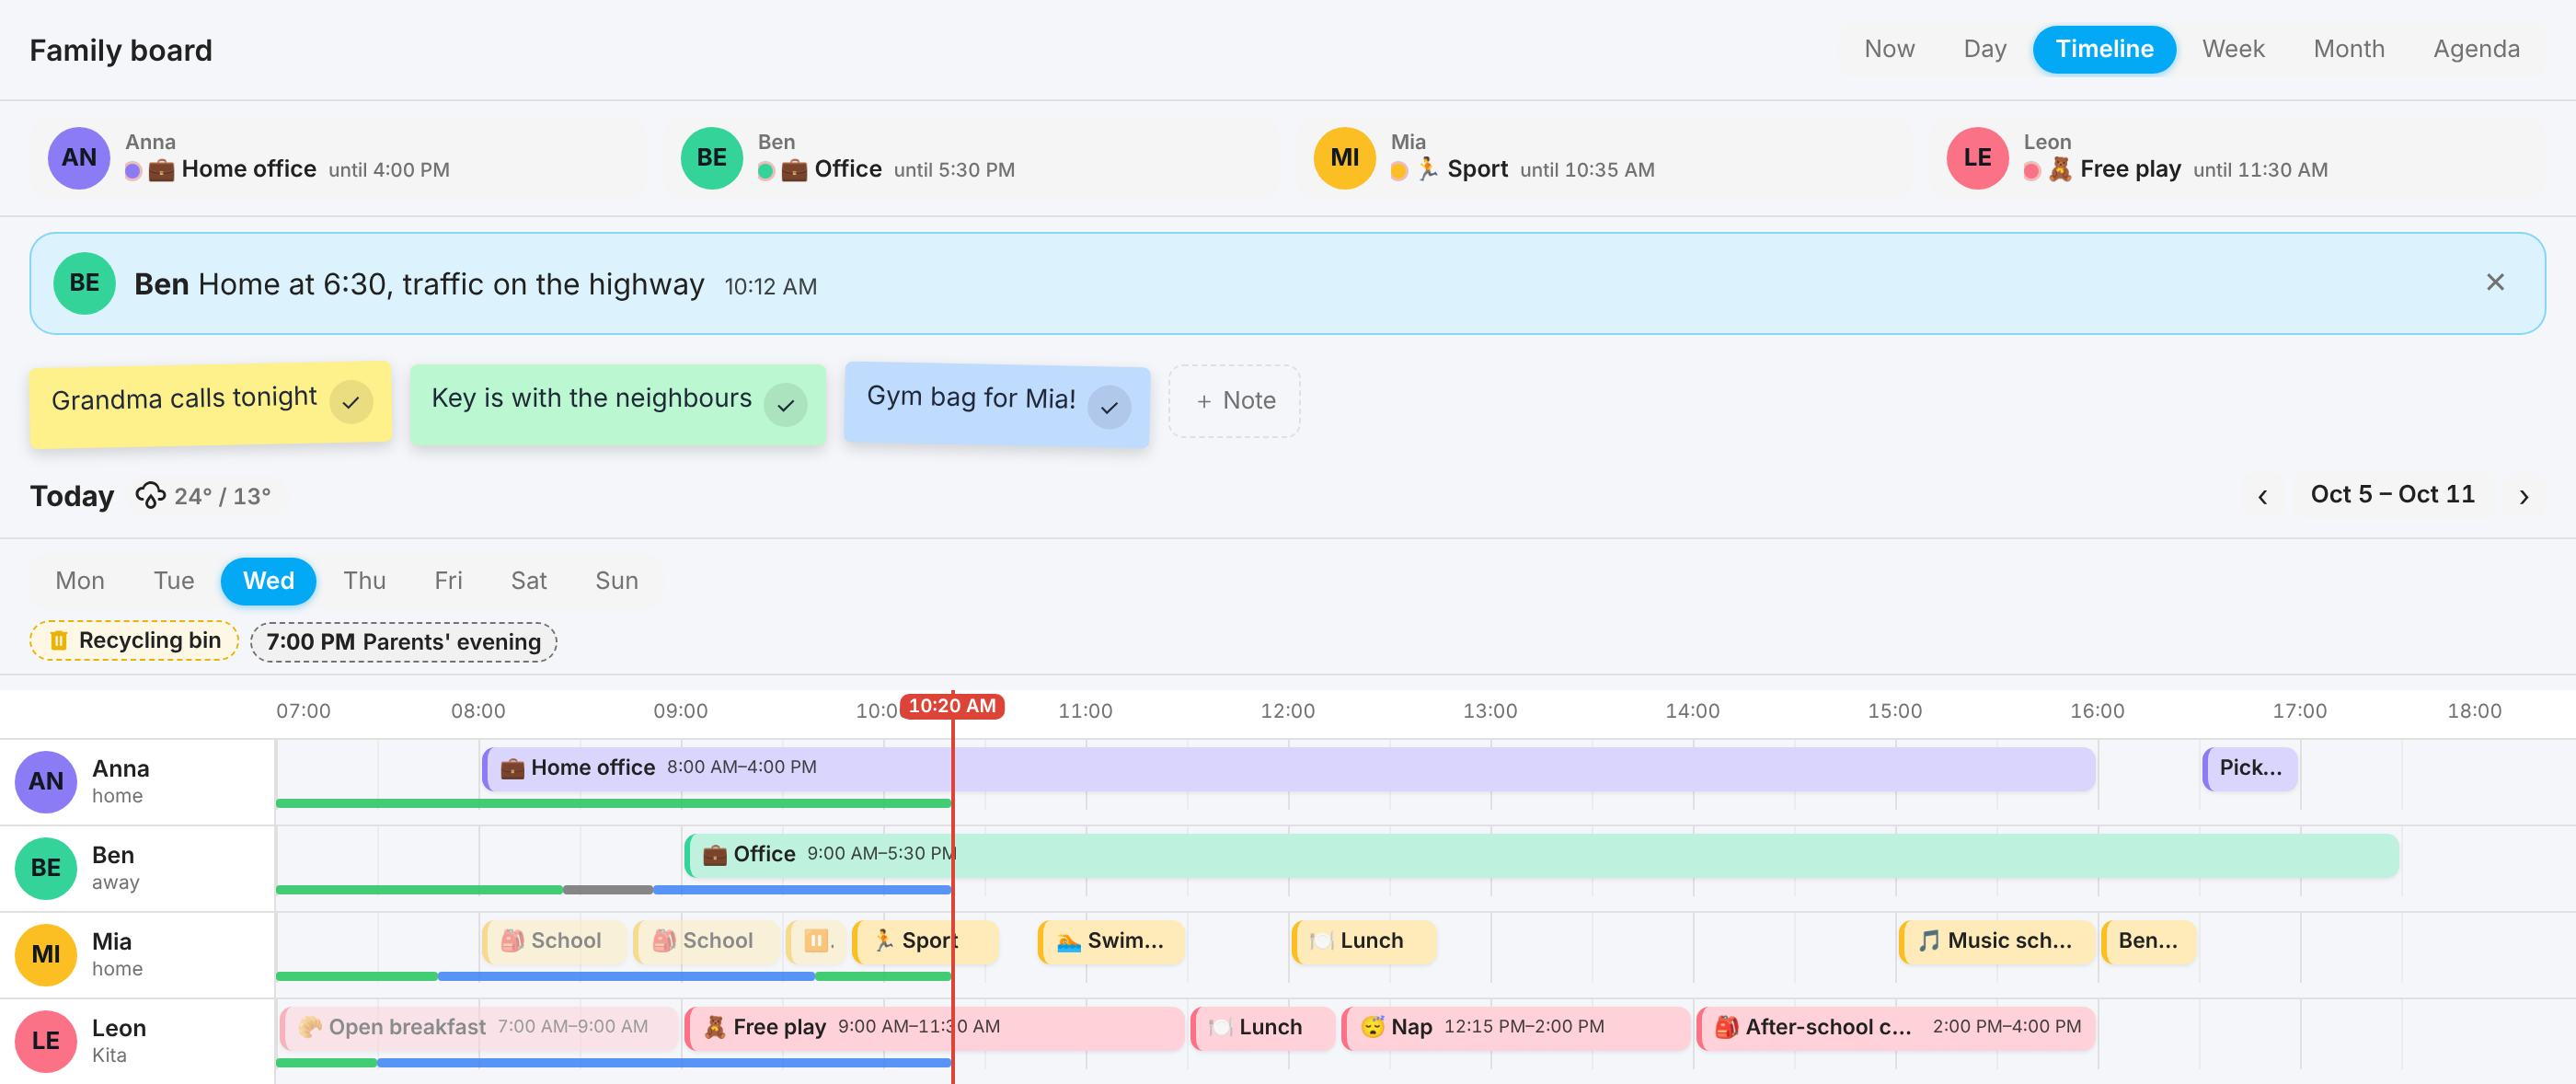 Family board
Now Day Timeline Week Month Agenda
AN Anna
Home office until 4:00 PM
BE Ben
Office until 5:30 PM
MI Mia
Sport until 10:35 AM
LE Leon
Free play until 11:30 AM
BE Ben Home at 6:30, traffic on the highway 10:12 AM
Grandma calls tonight
Key is with the neighbours
Gym bag for Mia!
+ Note
Today 24° / 13°
Oct 5 – Oct 11
Mon Tue Wed Thu Fri Sat Sun
Recycling bin
7:00 PM Parents' evening
07:00 08:00 09:00 10:0 10:20 AM 11:00 12:00 13:00 14:00 15:00 16:00 17:00 18:00
AN Anna
home
Home office 8:00 AM–4:00 PM
Pick...
BE Ben
away
Office 9:00 AM–5:30 PM
MI Mia
home
School
School
Sport
Swim...
Lunch
Music sch...
Ben...
LE Leon
Kita
Open breakfast 7:00 AM–9:00 AM
Free play 9:00 AM–11:30 AM
Lunch
Nap 12:15 PM–2:00 PM
After-school c... 2:00 PM–4:00 PM